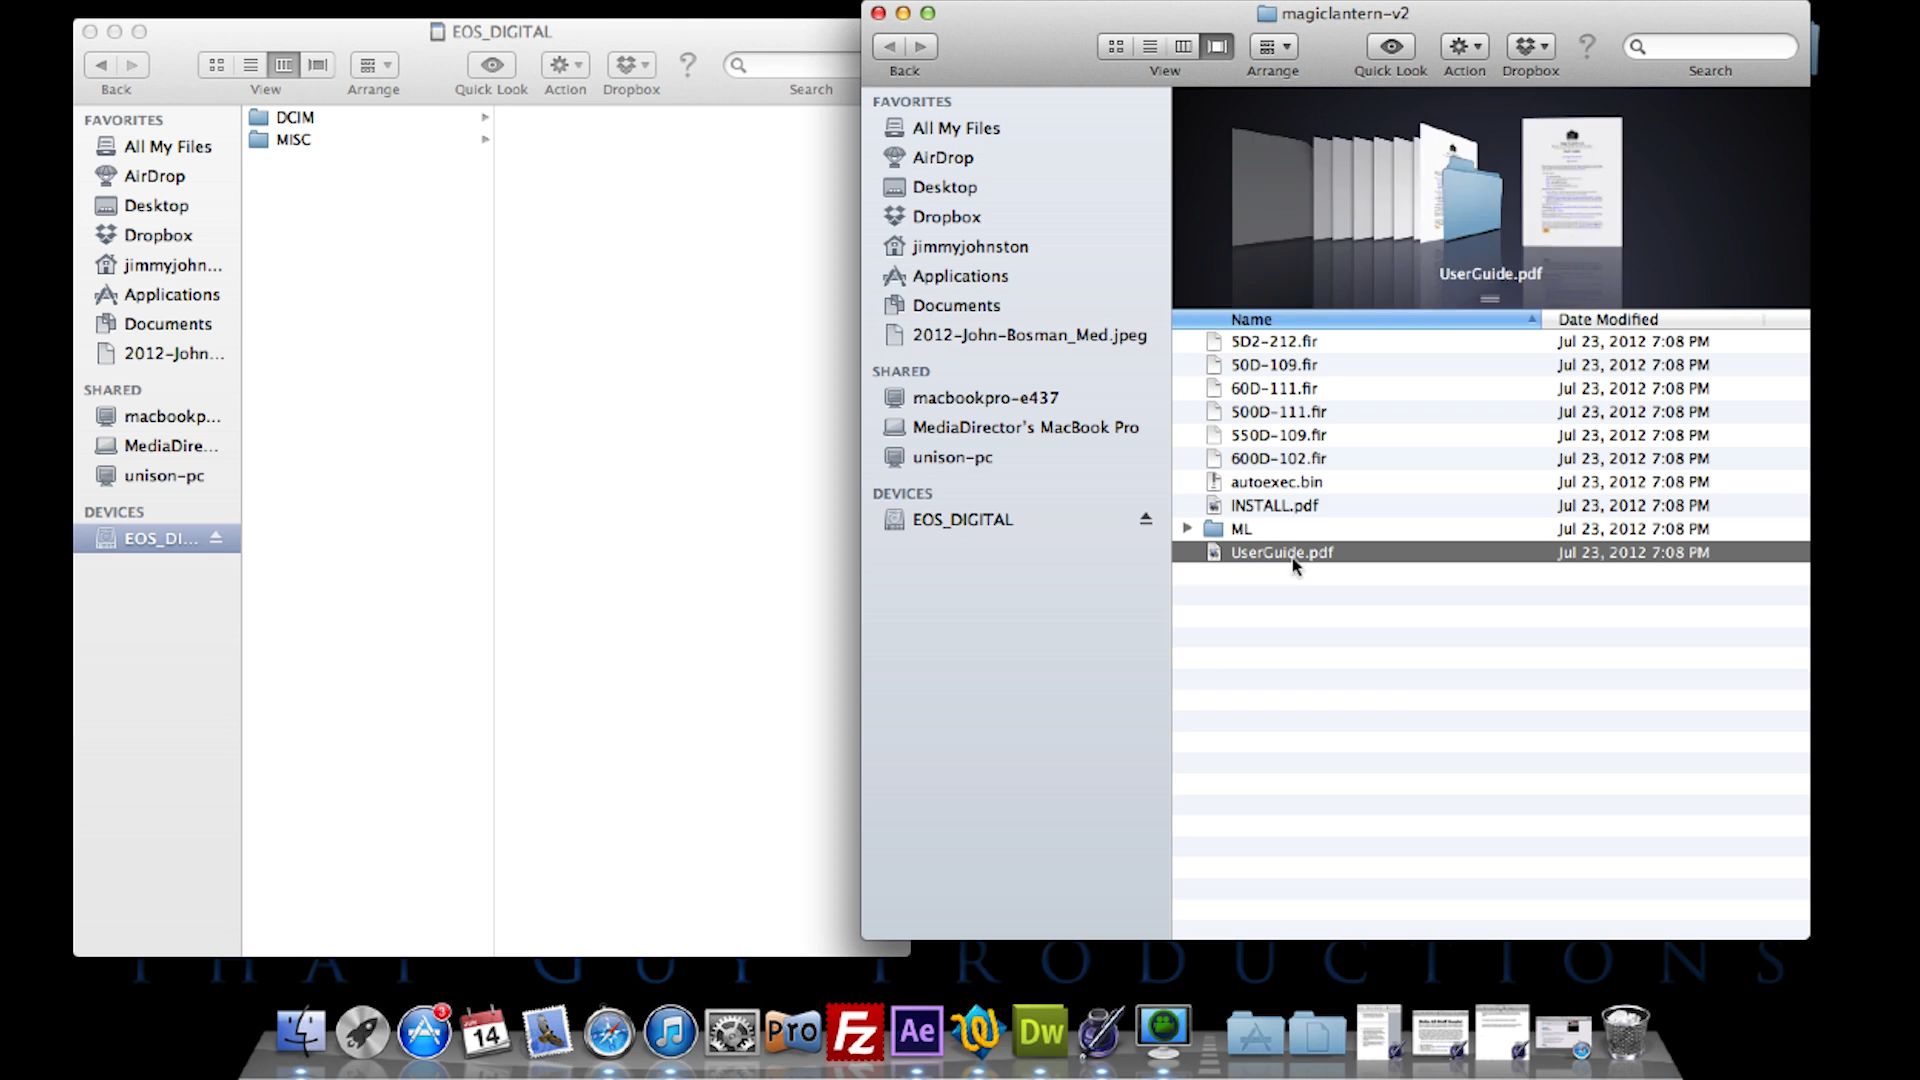 EOS_DIGITAL
Back
View
Arrange
Quick Look
Action
Dropbox
Search
FAVORITES
All My Files
AirDrop
Desktop
Dropbox
jimmyjohn...
Applications
Documents
2012-John...
SHARED
macbookp...
MediaDire...
unison-pc
DEVICES
EOS_DI...
DCIM
MISC
magiclantern-v2
Back
View
Arrange
Quick Look
Action
Dropbox
Search
FAVORITES
All My Files
AirDrop
Desktop
Dropbox
jimmyjohnston
Applications
Documents
2012-John-Bosman_Med.jpeg
SHARED
macbookpro-e437
MediaDirector's MacBook Pro
unison-pc
DEVICES
EOS_DIGITAL
UserGuide.pdf
Name Date Modified
5D2-212.fir Jul 23, 2012 7:08 PM
50D-109.fir Jul 23, 2012 7:08 PM
60D-111.fir Jul 23, 2012 7:08 PM
500D-111.fir Jul 23, 2012 7:08 PM
550D-109.fir Jul 23, 2012 7:08 PM
600D-102.fir Jul 23, 2012 7:08 PM
autoexec.bin Jul 23, 2012 7:08 PM
INSTALL.pdf Jul 23, 2012 7:08 PM
ML Jul 23, 2012 7:08 PM
UserGuide.pdf Jul 23, 2012 7:08 PM
THAT GUY PRODUCTIONS
3
14
Pro
Fz
Ae
Dw